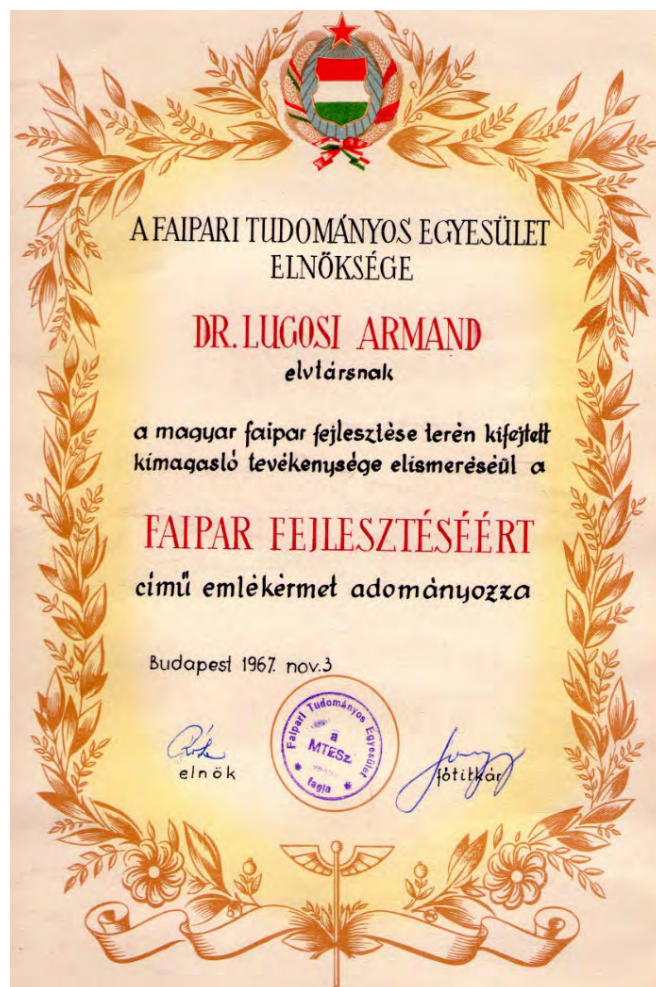 A FAIPARI TUDOMÁNYOS EGYESÜLET
ELNÖKSÉGE
DR. LUGOSI ARMAND
elvtársnak
a magyar faipar fejlesztése terén kifejtett
kimagasló tevékenysége elismeréséül a
FAIPAR FEJLESZTÉSÉÉRT
című emlékérmet adományozza
Budapest 1967. nov.3
Faipari Tudományos Egyesület
a
MTESz.
tagja
elnök
főtitkár